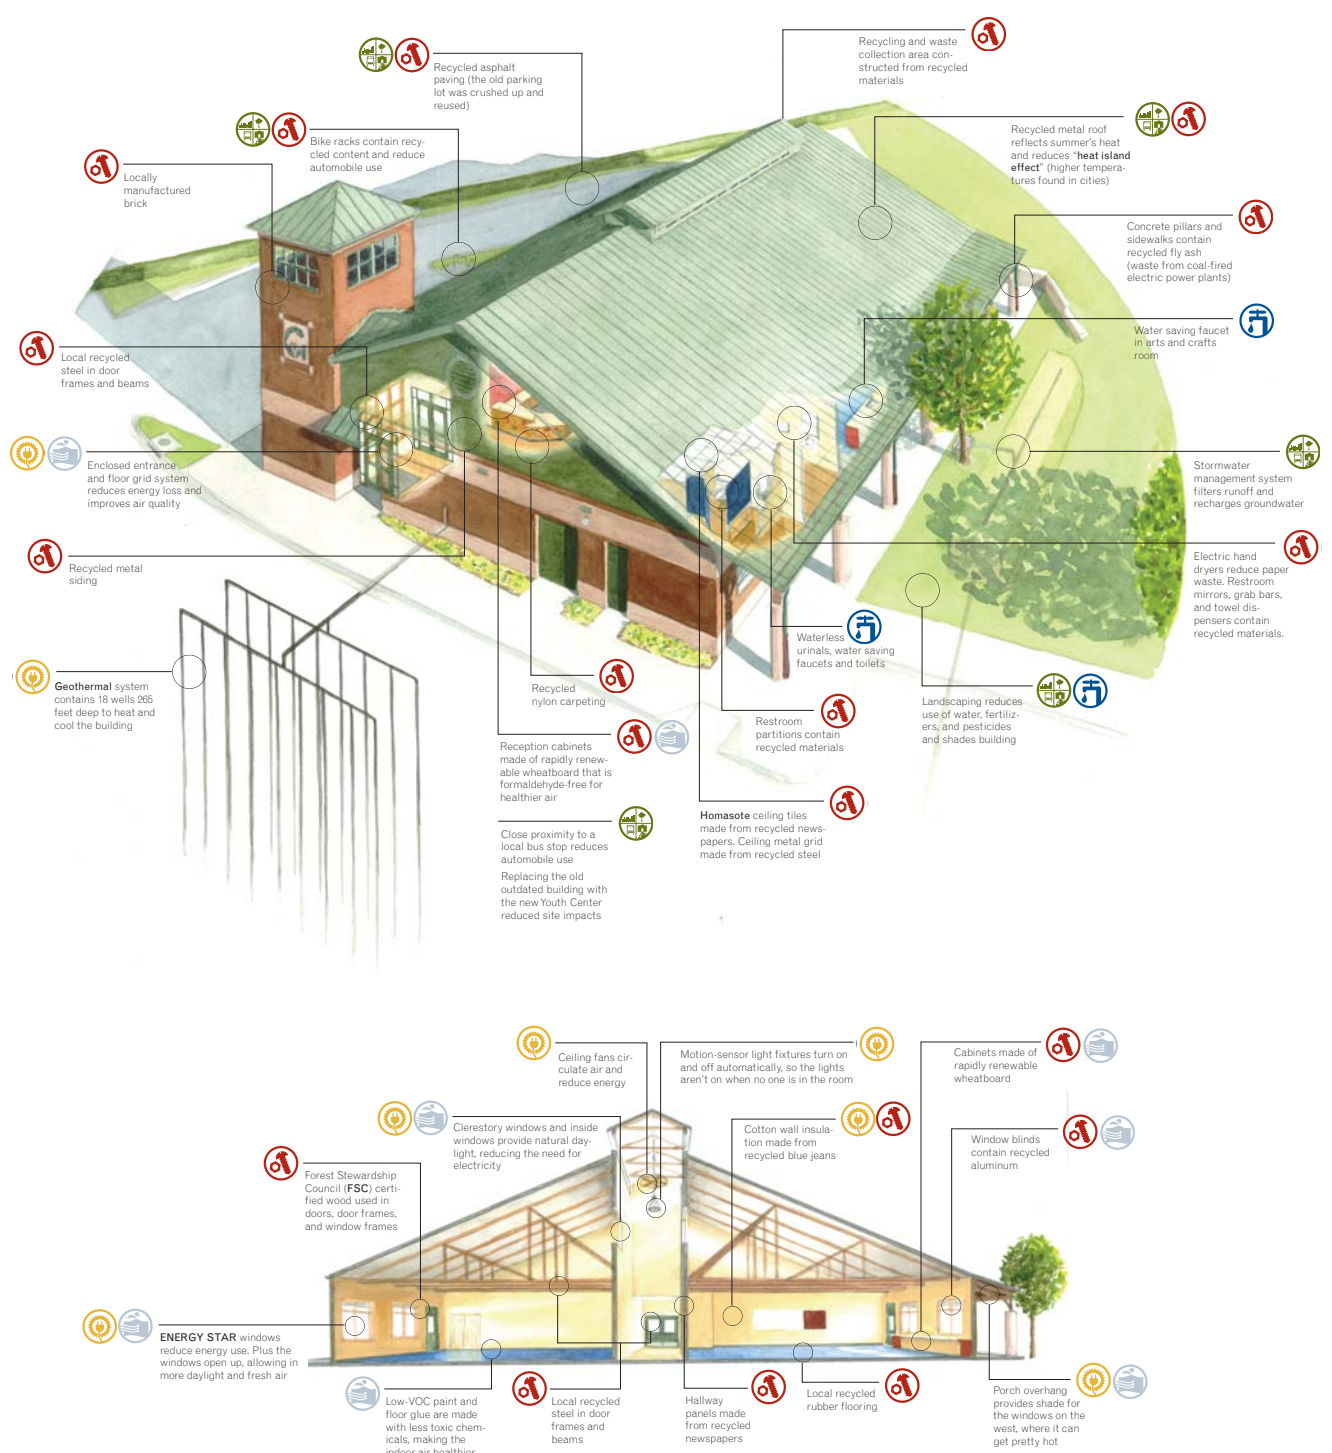 Recycling and waste
collection area con-
structed from recycled
materials
Recycled asphalt
paving (the old parking
lot was crushed up and
reused)
Bike racks contain recy-
cled content and reduce
automobile use
Recycled metal roof
reflects summer's heat
and reduces "heat island
effect" (higher tempera-
tures found in cities)
Locally
manufactured
brick
Concrete pillars and
sidewalks contain
recycled fly ash
(waste from coal-fired
electric power plants)
Water saving faucet
in arts and crafts
room
Local recycled
steel in door
frames and beams
Enclosed entrance
and floor grid system
reduces energy loss and
improves air quality
Stormwater
management system
filters runoff and
recharges groundwater
Recycled metal
siding
Electric hand
dryers reduce paper
waste. Restroom
mirrors, grab bars,
and towel dis-
pensers contain
recycled materials.
Waterless
urinals, water saving
faucets and toilets
Geothermal system
contains 18 wells 265
feet deep to heat and
cool the building
Recycled
nylon carpeting
Landscaping reduces
use of water, fertiliz-
ers, and pesticides
and shades building
Restroom
partitions contain
recycled materials
Reception cabinets
made of rapidly renew-
able wheatboard that is
formaldehyde-free for
healthier air
Homasote ceiling tiles
made from recycled news-
papers. Ceiling metal grid
made from recycled steel
Close proximity to a
local bus stop reduces
automobile use
Replacing the old
outdated building with
the new Youth Center
reduced site impacts
Ceiling fans cir-
culate air and
reduce energy
Motion-sensor light fixtures turn on
and off automatically, so the lights
aren't on when no one is in the room
Cabinets made of
rapidly renewable
wheatboard
Clerestory windows and inside
windows provide natural day-
light, reducing the need for
electricity
Cotton wall insula-
tion made from
recycled blue jeans
Window blinds
contain recycled
aluminum
Forest Stewardship
Council (FSC) certi-
fied wood used in
doors, door frames,
and window frames
ENERGY STAR windows
reduce energy use. Plus the
windows open up, allowing in
more daylight and fresh air
Low-VOC paint and
floor glue are made
with less toxic chem-
icals, making the
indoor air healthier
Local recycled
steel in door
frames and
beams
Hallway
panels made
from recycled
newspapers
Local recycled
rubber flooring
Porch overhang
provides shade for
the windows on the
west, where it can
get pretty hot